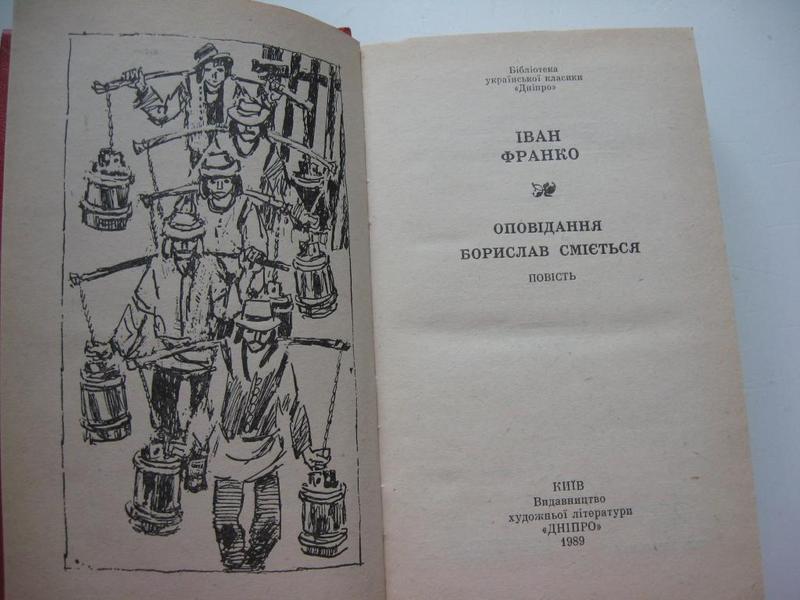 Бібліотека
української класики
«Дніпро»
ІВАН
ФРАНКО
ОПОВІДАННЯ
БОРИСЛАВ СМІЄТЬСЯ
ПОВІСТЬ
КИЇВ
Видавництво
художньої літератури
«ДНІПРО»
1989